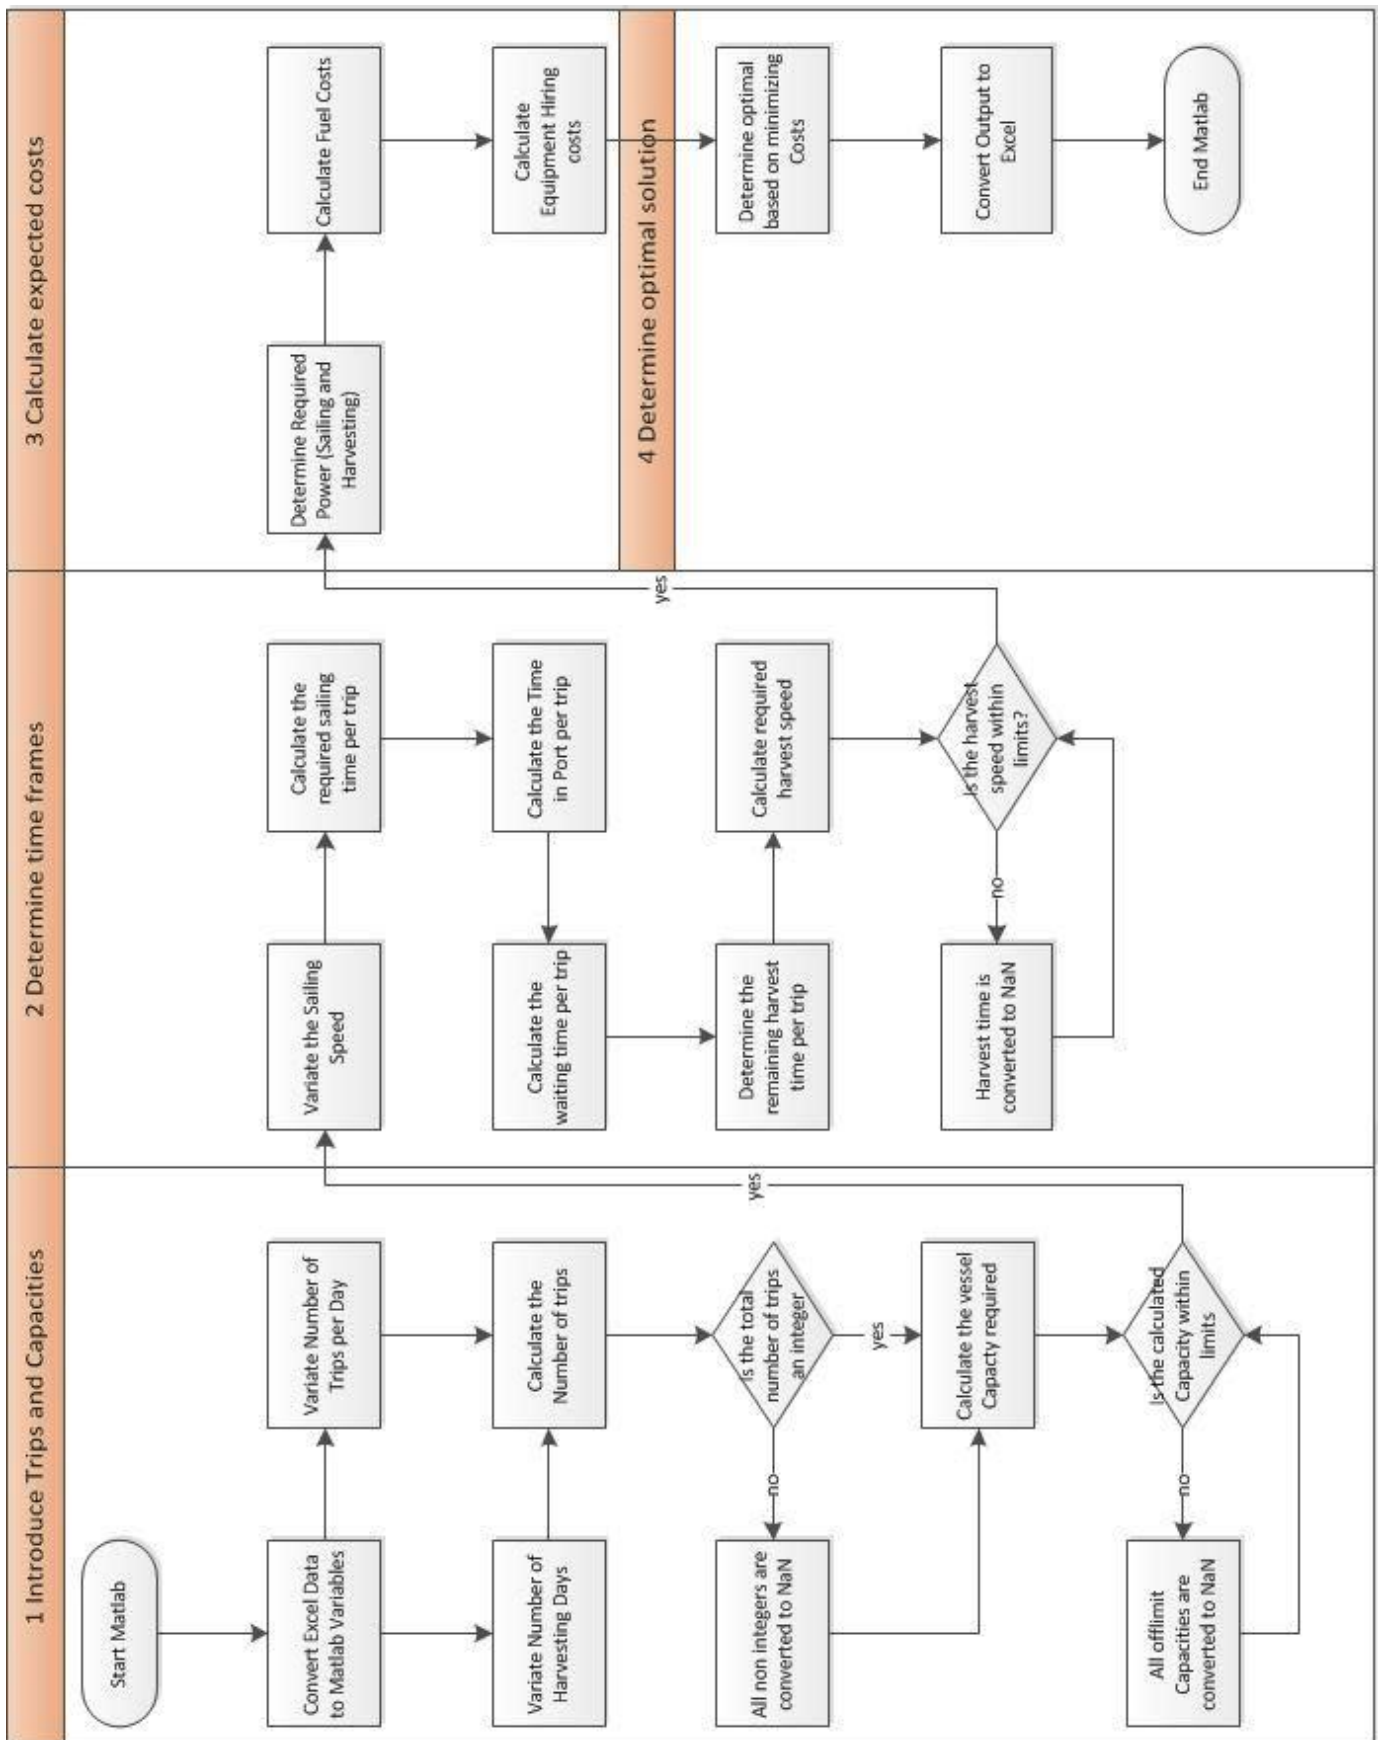 1 Introduce Trips and Capacities
Start Matlab
Convert Excel Data
to Matlab Variables
Variate Number of
Trips per Day
Variate Number of
Harvesting Days
Calculate the
Number of trips
Is the total
number of trips
an integer
no
yes
All non integers are
converted to NaN
Calculate the vessel
Capacty required
Is the calculated
Capacity within
limits
no
yes
All offlimit
Capacities are
converted to NaN
2 Determine time frames
Variate the Sailing
Speed
Calculate the
required sailing
time per trip
Calculate the Time
in Port per trip
Calculate the
waiting time per trip
Determine the
remaining harvest
time per trip
Calculate required
harvest speed
Is the harvest
speed within
limits?
no
yes
Harvest time is
converted to NaN
3 Calculate expected costs
Determine Required
Power (Sailing and
Harvesting)
Calculate Fuel Costs
Calculate
Equipment Hiring
costs
4 Determine optimal solution
Determine optimal
based on minimizing
Costs
Convert Output to
Excel
End Matlab